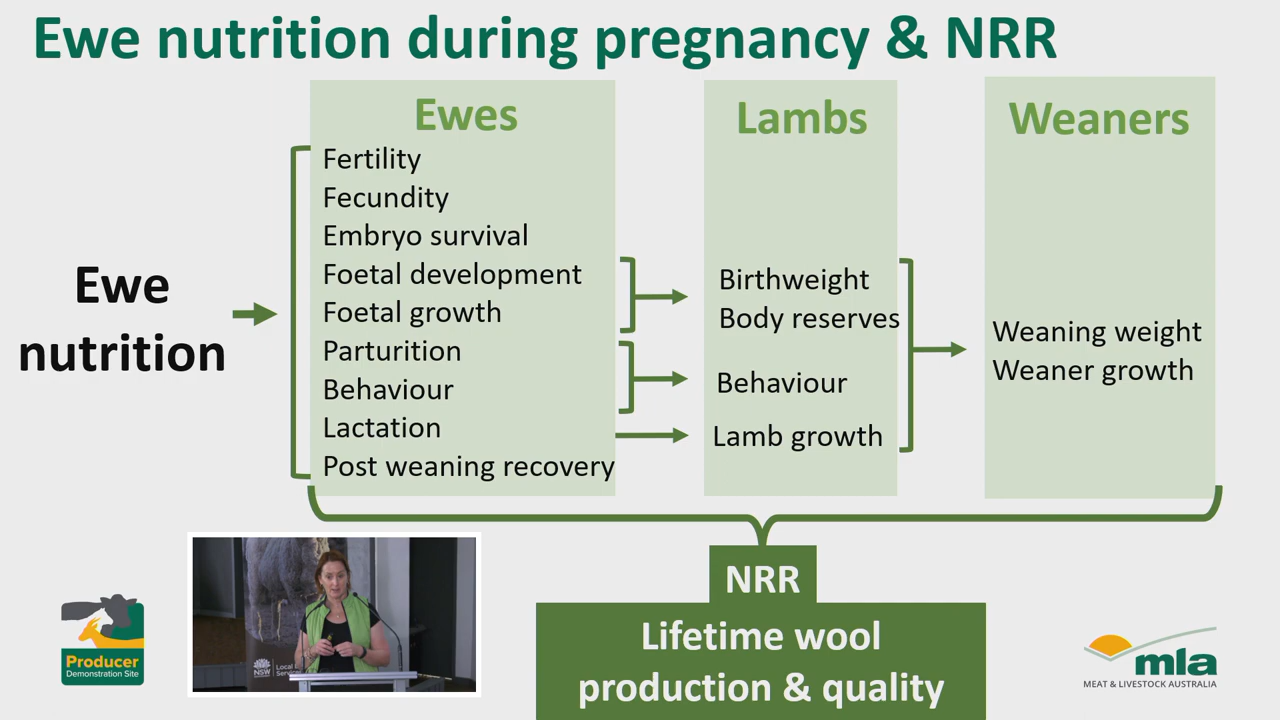 Ewe nutrition during pregnancy & NRR
Ewe
nutrition
Ewes
Fertility
Fecundity
Embryo survival
Foetal development
Foetal growth
Parturition
Behaviour
Lactation
Post weaning recovery
Lambs
Birthweight
Body reserves
Behaviour
Lamb growth
Weaners
Weaning weight
Weaner growth
NRR
Lifetime wool
production & quality
Producer
Demonstration Site
NSW
Local
mla
MEAT & LIVESTOCK AUSTRALIA